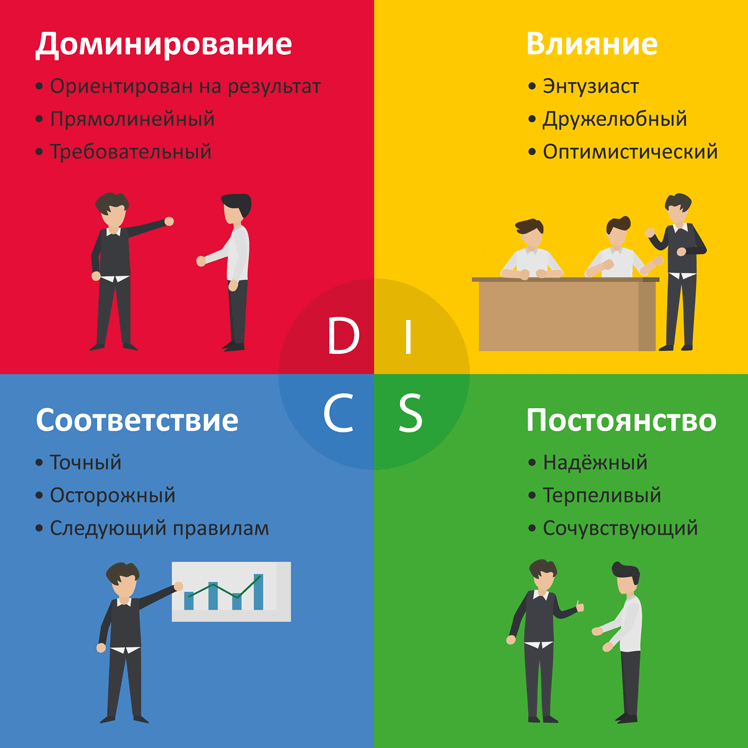 Доминирование
• Ориентирован на результат
• Прямолинейный
• Требовательный
Влияние
• Энтузиаст
• Дружелюбный
• Оптимистический
D I
C S
Соответствие
• Точный
• Осторожный
• Следующий правилам
Постоянство
• Надёжный
• Терпеливый
• Сочувствующий